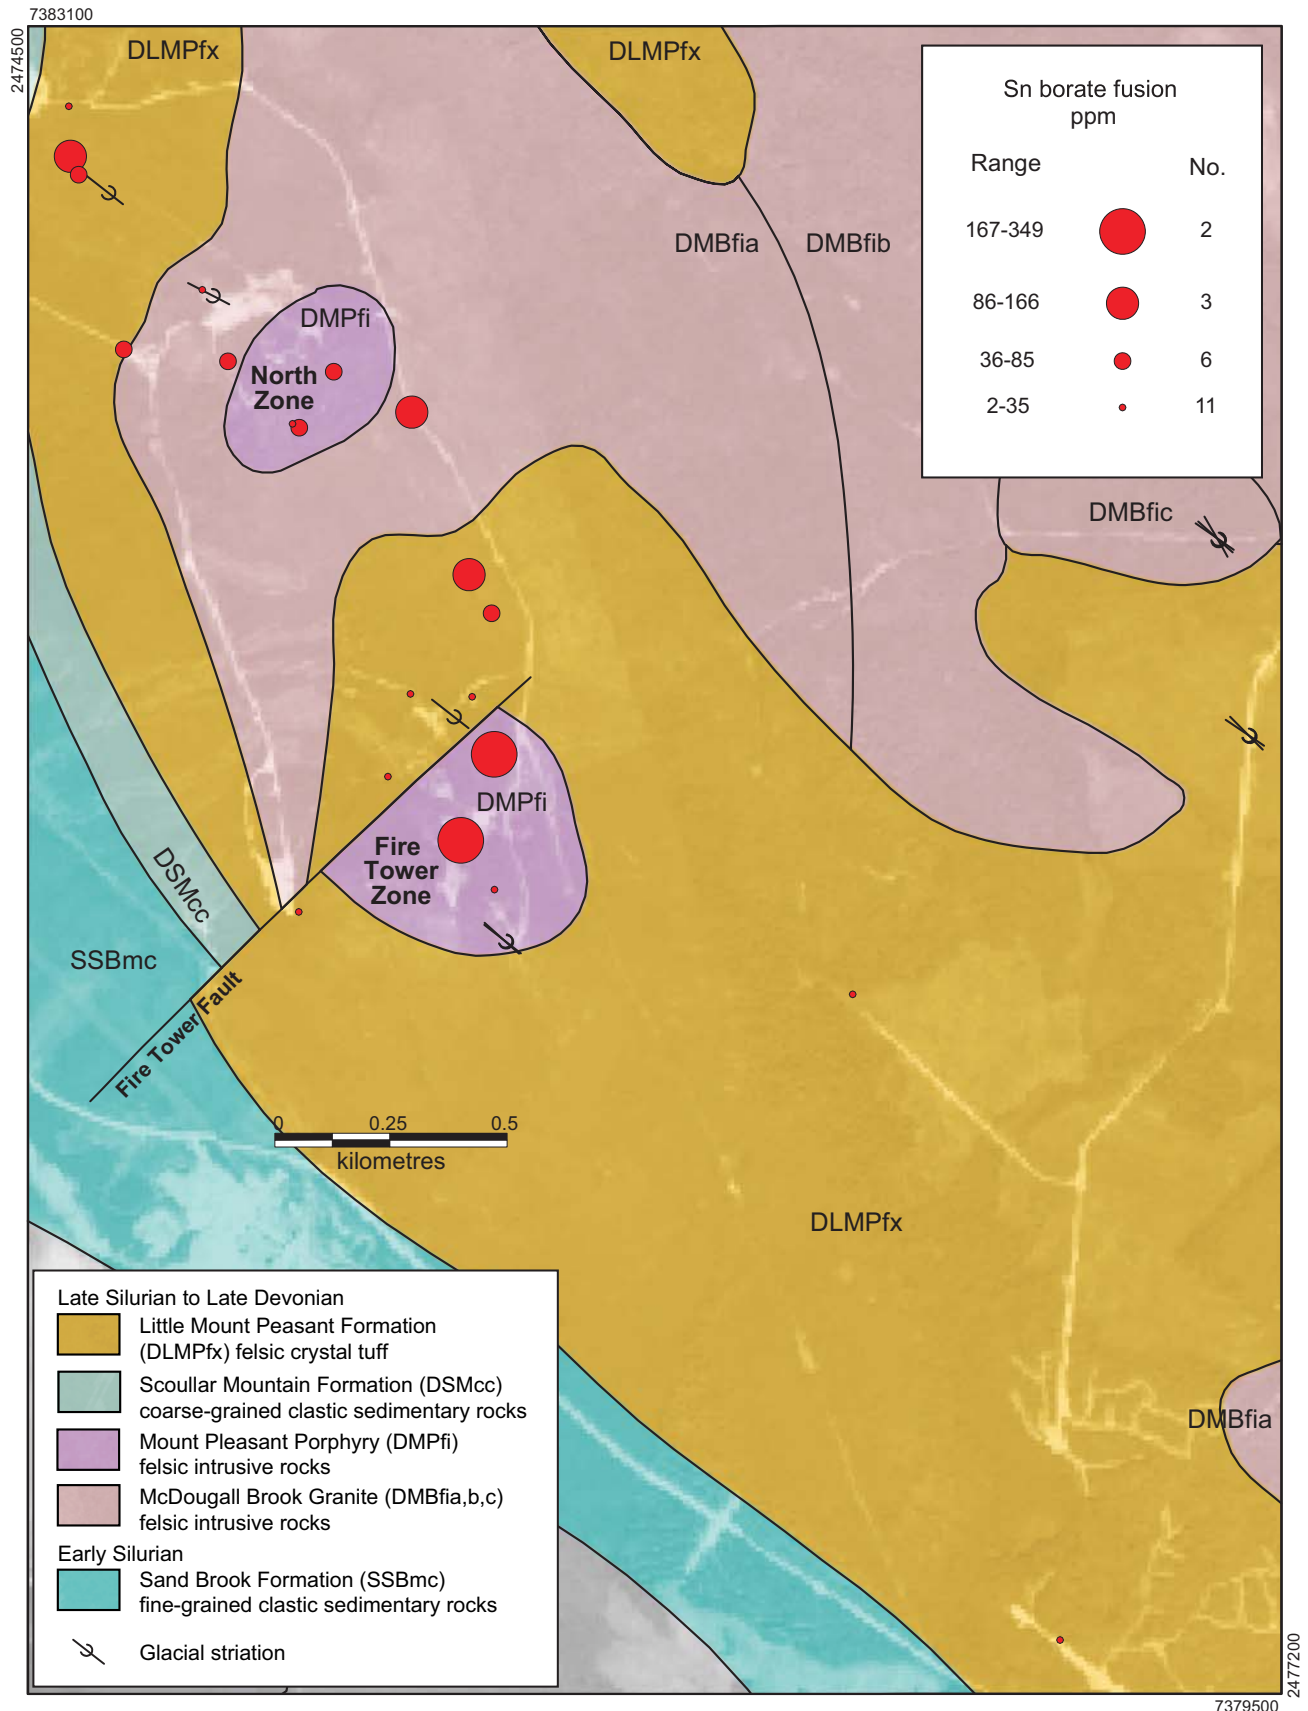 7383100
2474500
DLMPfx
DLMPfx
Sn borate fusion
ppm
Range No.
167-349 2
86-166 3
36-85 6
2-35 11
DMBfia DMBfib
DMPfi
North
Zone
DMBfic
DMPfi
Fire
Tower
Zone
DSMcc
SSBmc
Fire Tower Fault
0 0.25 0.5
kilometres
DLMPfx
DMBfia
Late Silurian to Late Devonian
Little Mount Peasant Formation
(DLMPfx) felsic crystal tuff
Scoullar Mountain Formation (DSMcc)
coarse-grained clastic sedimentary rocks
Mount Pleasant Porphyry (DMPfi)
felsic intrusive rocks
McDougall Brook Granite (DMBfia,b,c)
felsic intrusive rocks
Early Silurian
Sand Brook Formation (SSBmc)
fine-grained clastic sedimentary rocks
Glacial striation
2477200
7379500